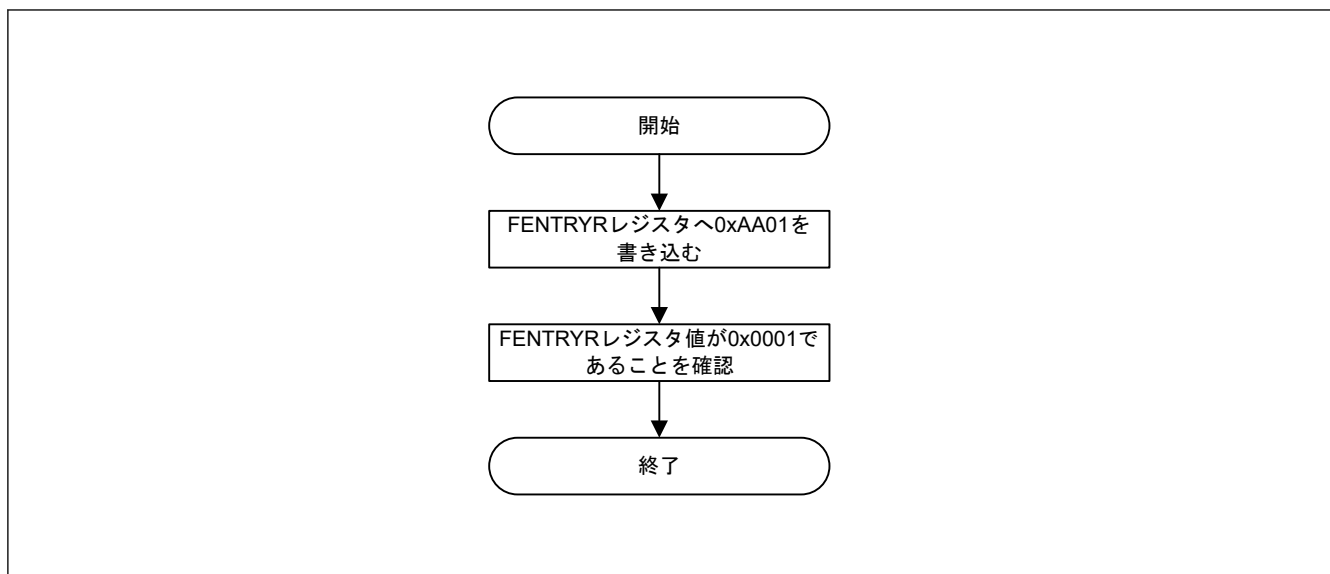 開始
FENTRYRレジスタへ0xAA01を
書き込む
FENTRYRレジスタ値が0x0001で
あることを確認
終了